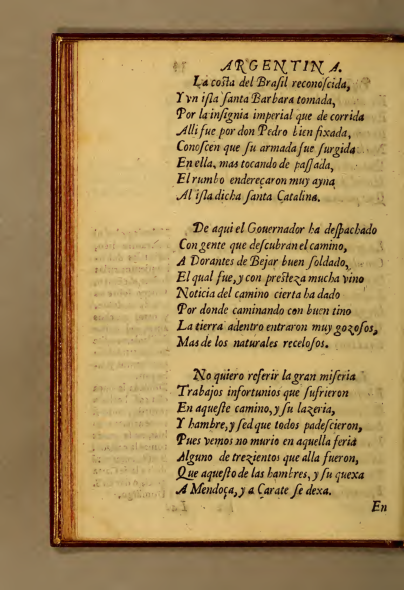 ARGENTINA.
La costa del Braſil reconoſcida,
Y vn iſla ſanta Barbara tomada,
Por la inſignia imperial que de corrida
Alli fue por don Pedro bien fixada,
Conoſcen que ſu armada fue ſurgida
En ella, mas tocando de paſſada,
El rumbo endereçaron muy ayna
Al iſla dicha ſanta Catalina.
De aqui el Gouernador ha deſpachado
Con gente que deſcubran el camino,
A Dorantes de Bejar buen ſoldado,
El qual fue, y con presteza mucha vino
Noticia del camino cierta ha dado
Por donde caminando con buen tino
La tierra adentro entraron muy gozoſos,
Mas de los naturales receloſos.
No quiero referir la gran miſeria
Trabajos infortunios que ſufrieron
En aqueſte camino, y ſu lazeria,
Y hambre, y ſed que todos padeſcieron,
Pues vemos no murio en aquella feria
Alguno de trezientos que alla fueron,
Que aqueſto de las hambres, y ſu quexa
A Mendoça, y a Çarate ſe dexa.
En